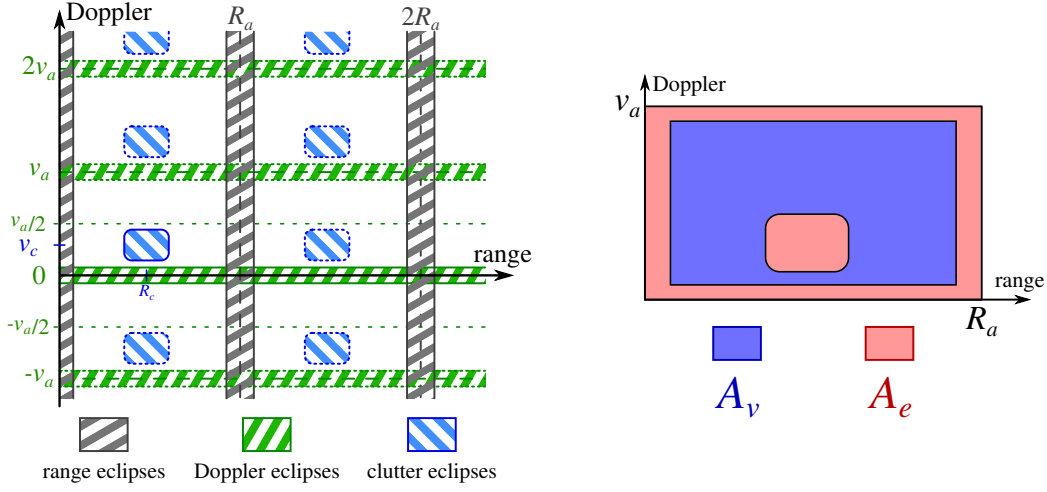 Doppler
R_a
2R_a
2v_a
v_a
v_a/2
v_c
0
-v_a/2
-v_a
R_c
range
range eclipses
Doppler eclipses
clutter eclipses
Doppler
v_a
range
R_a
A_v
A_e